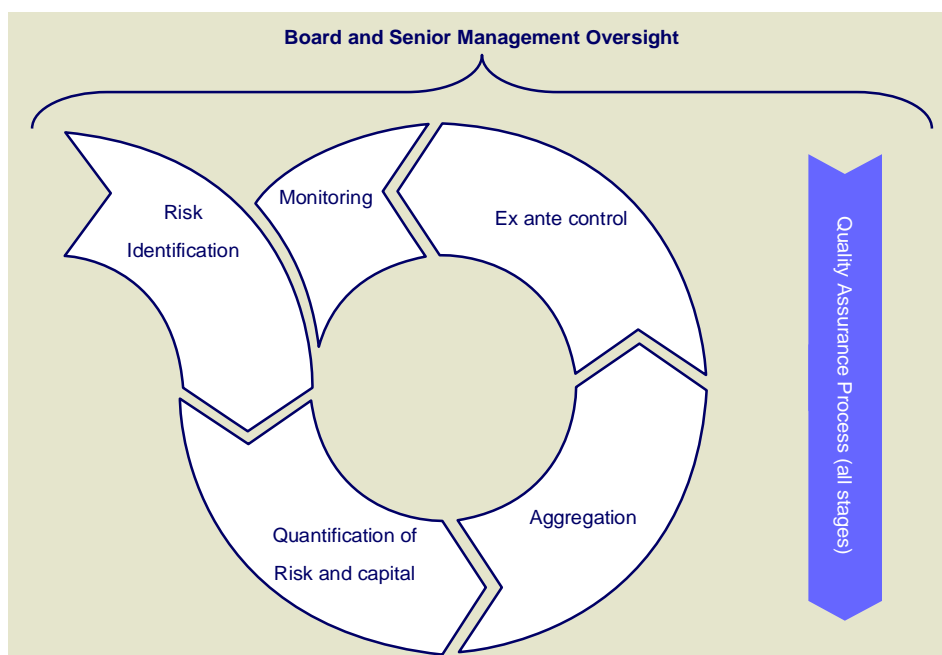 Board and Senior Management Oversight
Risk
Identification
Monitoring
Ex ante control
Quality Assurance Process (all stages)
Aggregation
Quantification of
Risk and capital